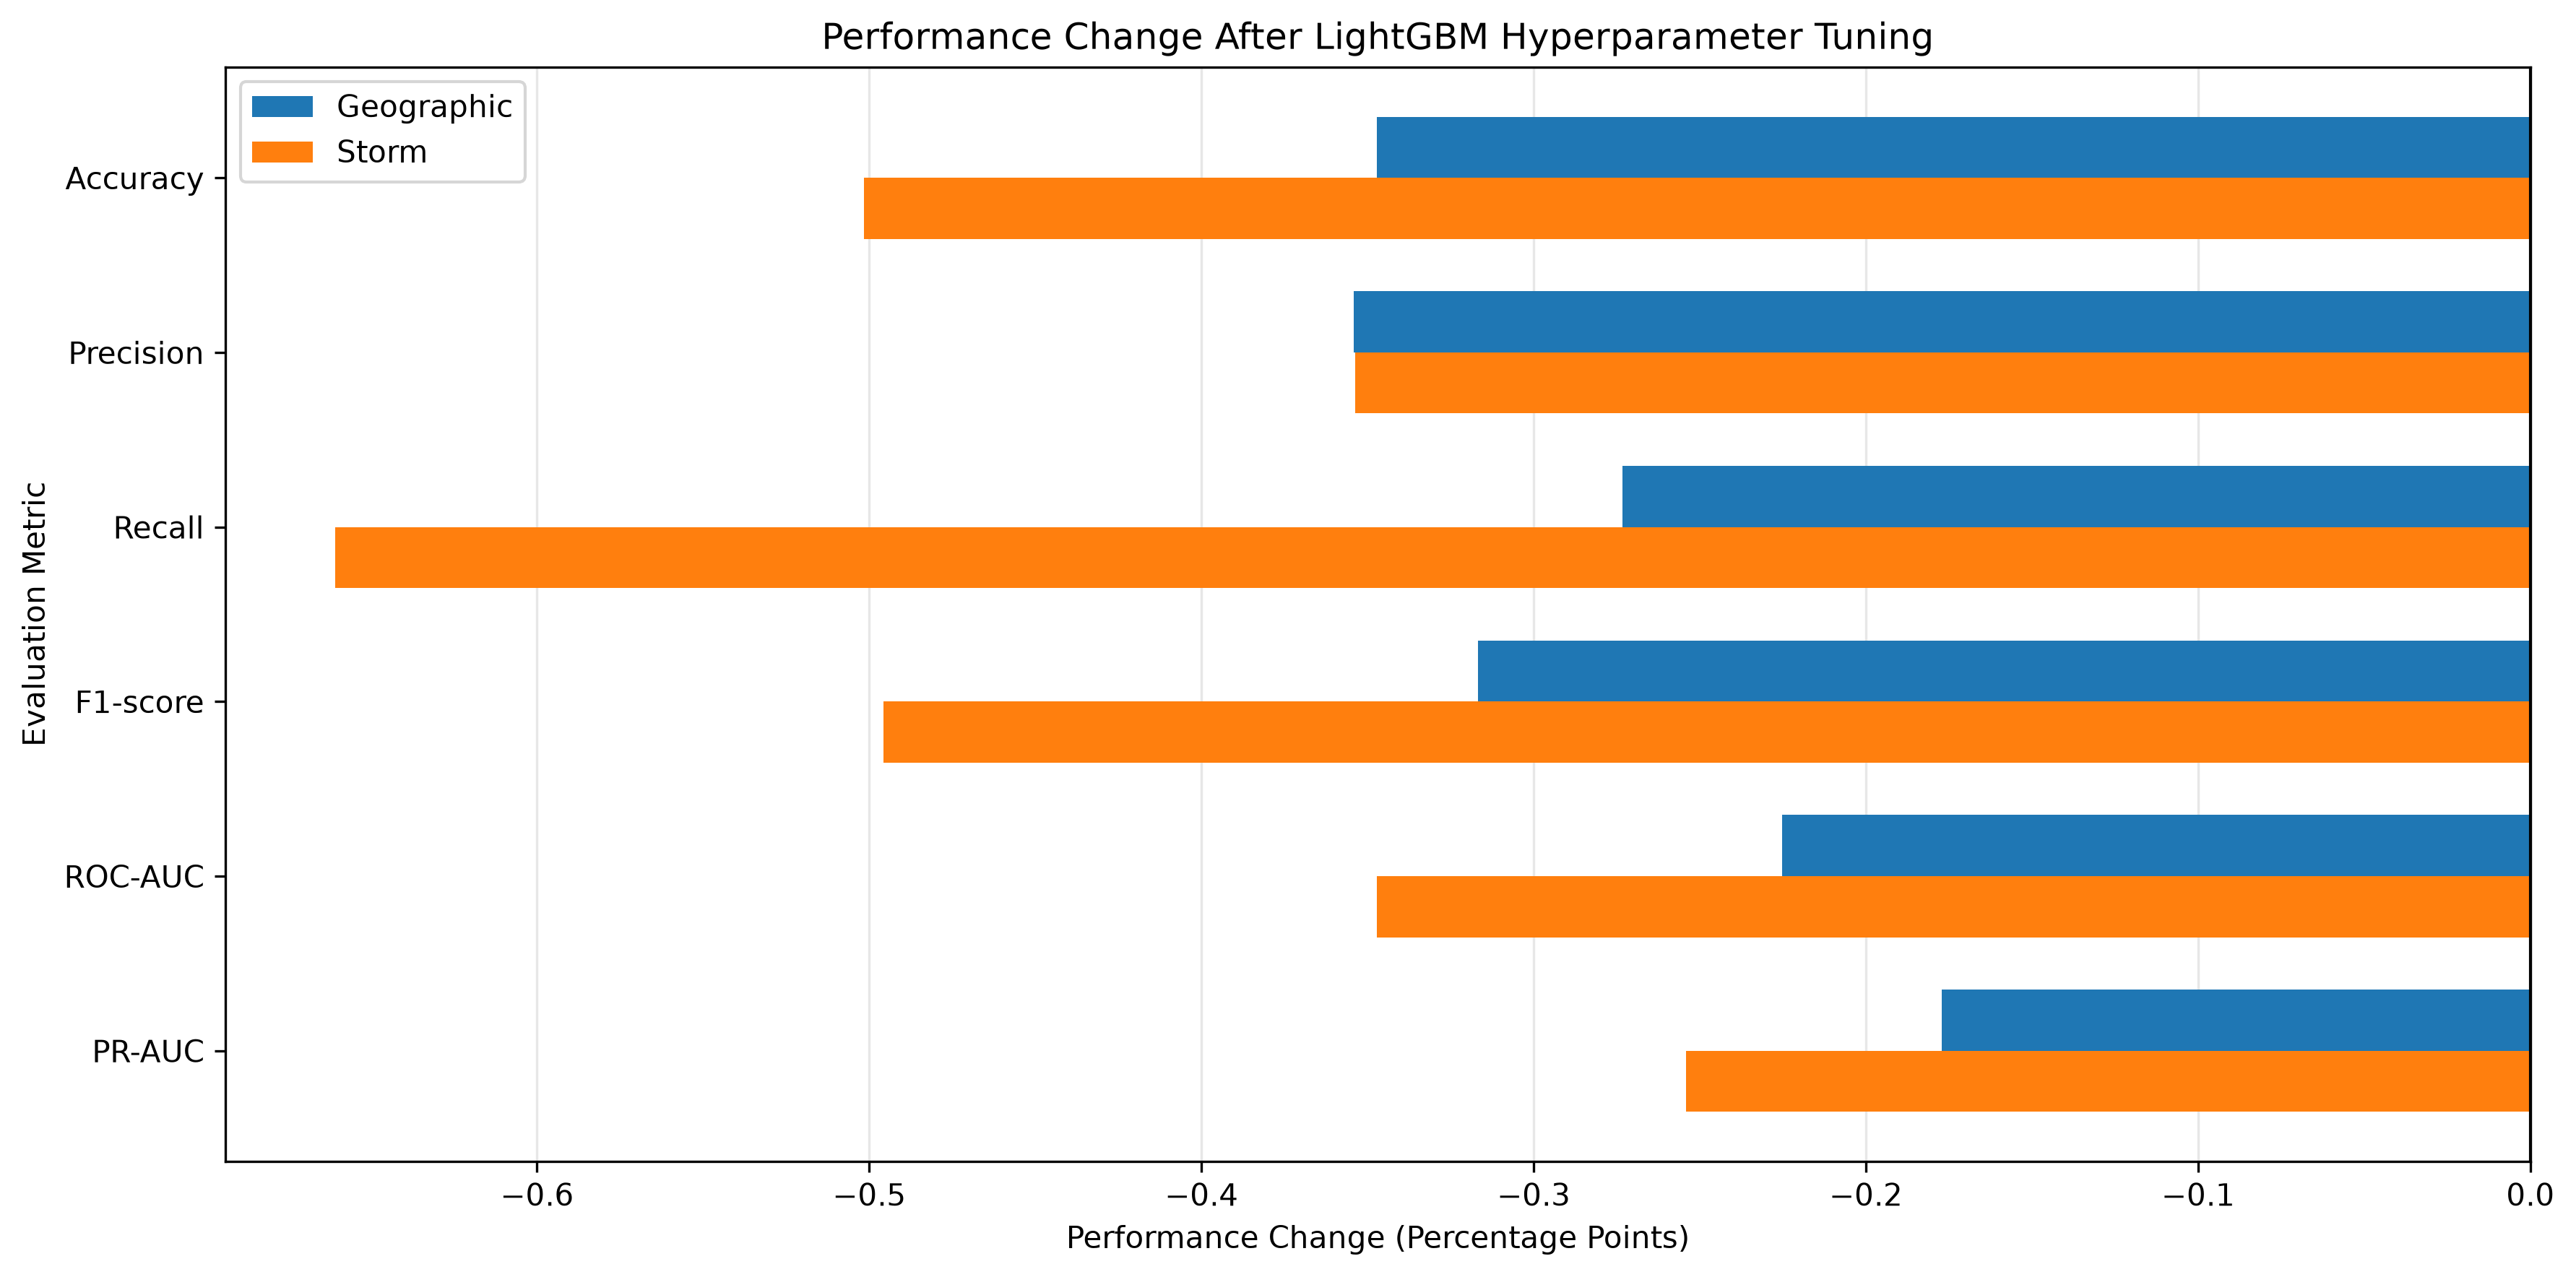 Performance Change After LightGBM Hyperparameter Tuning
Geographic
Storm
Evaluation Metric
Accuracy
Precision
Recall
F1-score
ROC-AUC
PR-AUC
−0.6 −0.5 −0.4 −0.3 −0.2 −0.1 0.0
Performance Change (Percentage Points)